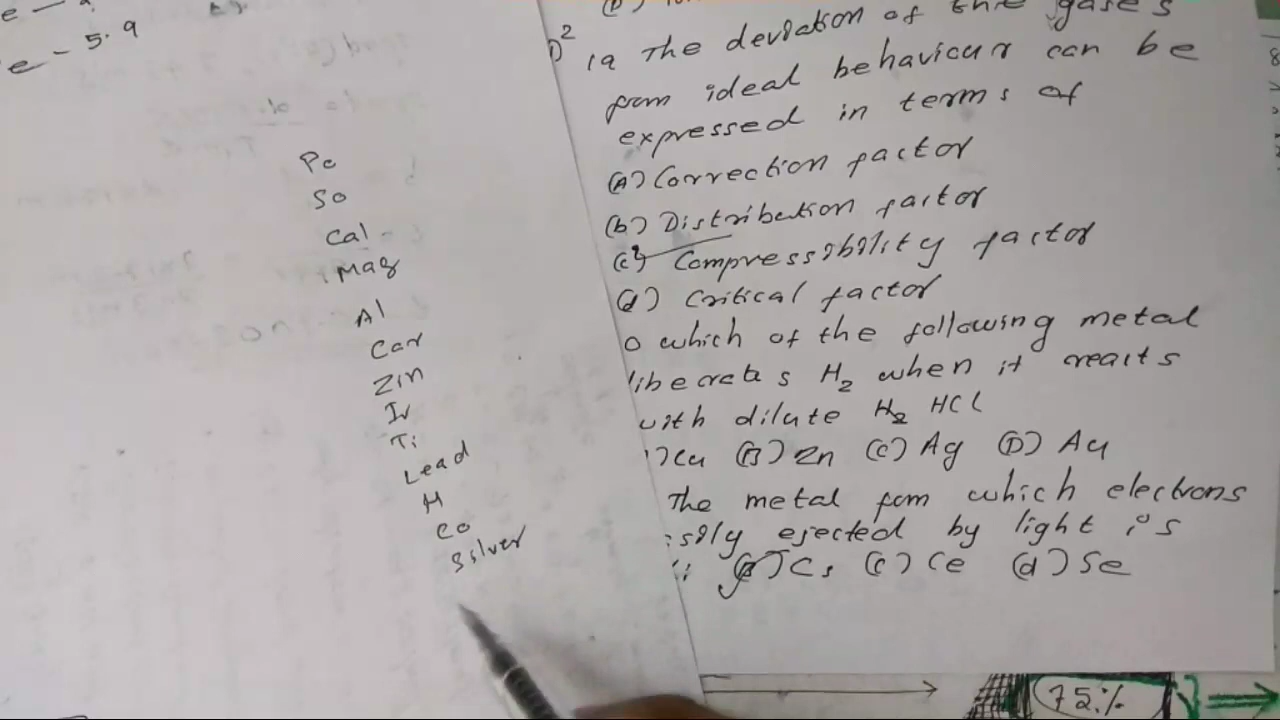 e - 5.9
Po
So
Cal
Mag
Al
Car
Zin
Ir
Ti
Lead
H
Co
Silver
19 The deviation of the gases
from ideal behaviour can be
expressed in terms of
(A) Correction factor
(b) Distribution factor
(c) Compressibility factor
(d) Critical factor
o which of the following metal
liberates H2 when it reacts
with dilute H2 HCl
) Cu (B) Zn (C) Ag (D) Au
The metal from which electrons
sily ejected by light is
(B) Cs (C) Ce (d) Se
75%